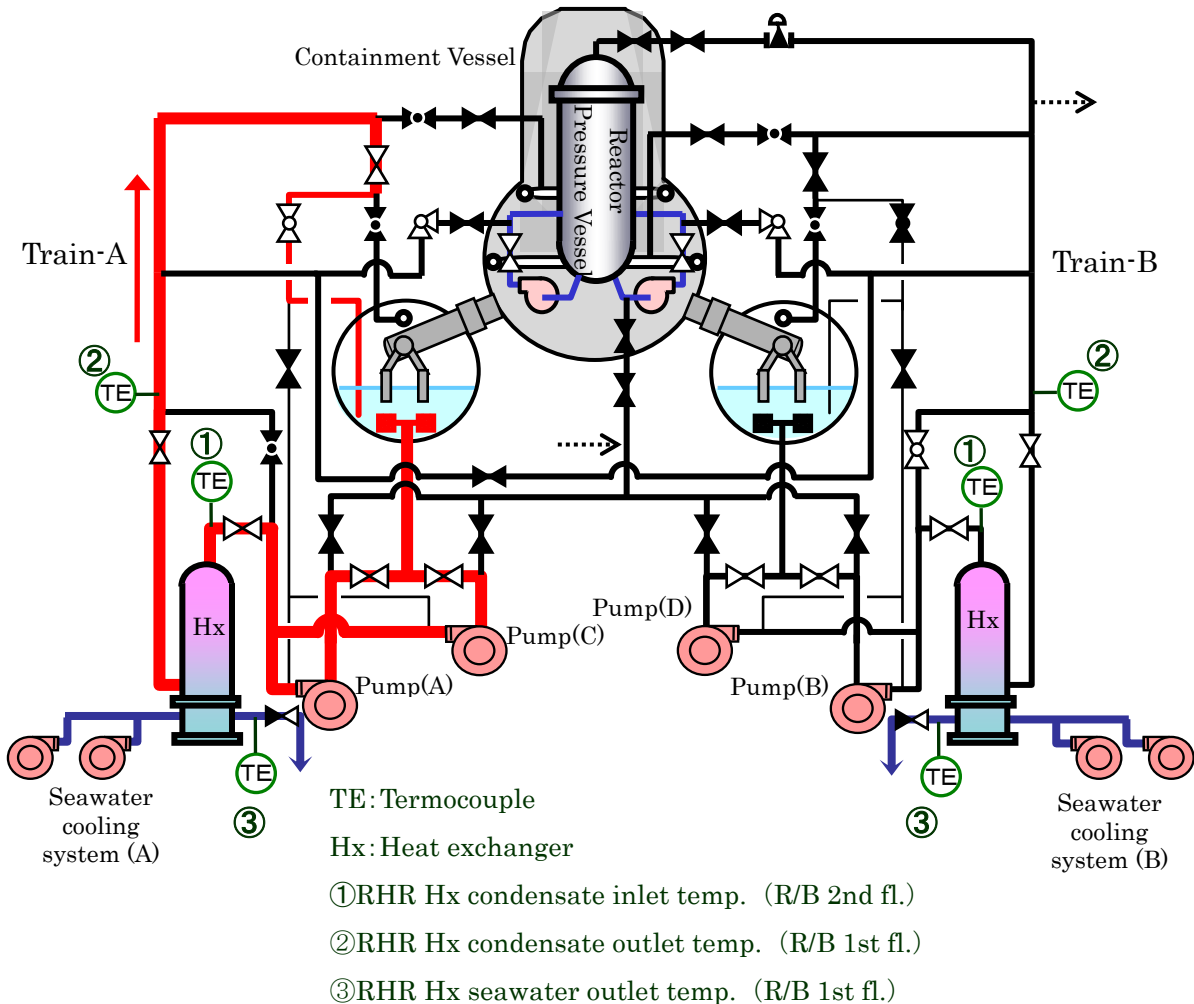 Containment Vessel
Reactor
Pressure Vessel
Train-A
Train-B
②
TE
②
TE
①
TE
①
TE
Hx
Hx
Pump(C)
Pump(D)
Pump(A)
Pump(B)
TE
③
TE
③
Seawater
cooling
system (A)
Seawater
cooling
system (B)
TE:Termocouple
Hx:Heat exchanger
①RHR Hx condensate inlet temp. (R/B 2nd fl.)
②RHR Hx condensate outlet temp. (R/B 1st fl.)
③RHR Hx seawater outlet temp. (R/B 1st fl.)